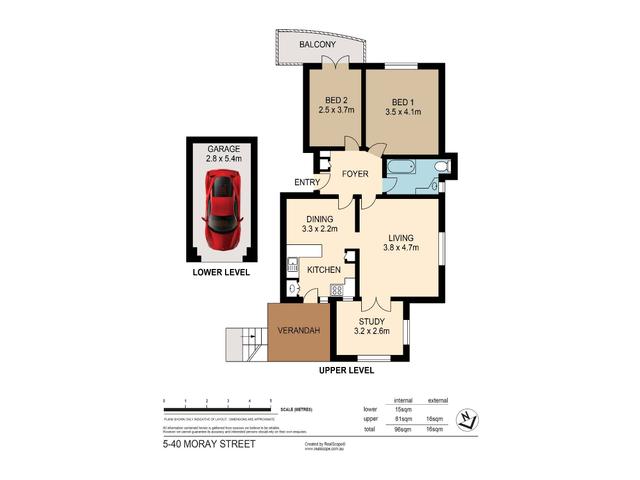 BALCONY
BED 2
2.5 x 3.7m
BED 1
3.5 x 4.1m
GARAGE
2.8 x 5.4m
FOYER
ENTRY
DINING
3.3 x 2.2m
LIVING
3.8 x 4.7m
KITCHEN
LOWER LEVEL
VERANDAH
STUDY
3.2 x 2.6m
UPPER LEVEL
0 1 2 3 4 5
SCALE (METRES)
PLANS SHOWN ONLY INDICATIVE OF LAYOUT. DIMENSIONS ARE APPROXIMATE.
All information contained herein is gathered from sources we believe to be reliable.
However we cannot guarantee its accuracy and interested persons should rely on their own enquiries.
internal external
lower 15sqm
upper 81sqm 16sqm
total 96sqm 16sqm
N
5-40 MORAY STREET
Created by RealScope®
www.realscope.com.au